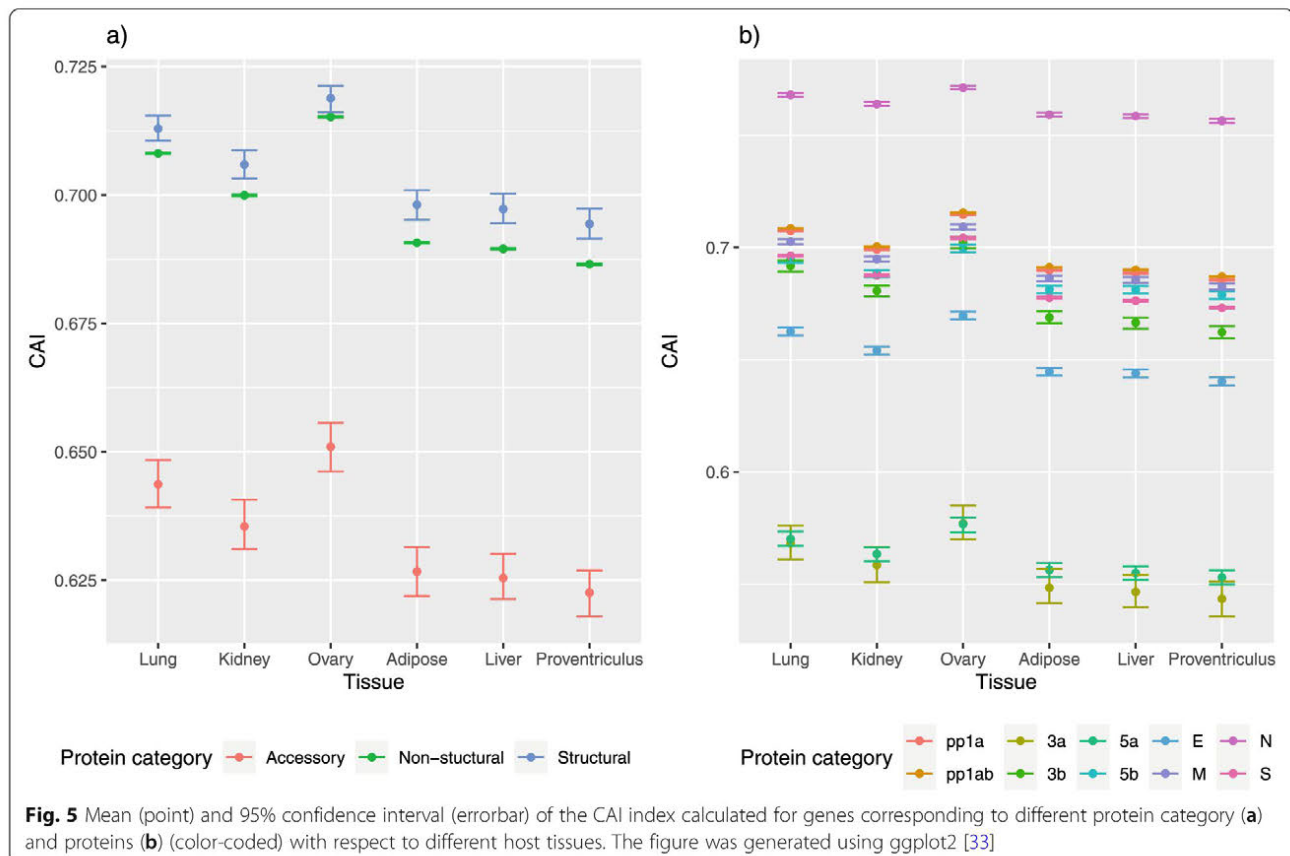 a)
CAI
0.725
0.700
0.675
0.650
0.625
Lung Kidney Ovary Adipose Liver Proventriculus
Tissue
Protein category Accessory Non-stuctural Structural
b)
CAI
0.7
0.6
Lung Kidney Ovary Adipose Liver Proventriculus
Tissue
Protein category
pp1a 3a 5a E N
pp1ab 3b 5b M S
Fig. 5 Mean (point) and 95% confidence interval (errorbar) of the CAI index calculated for genes corresponding to different protein category (a)
and proteins (b) (color-coded) with respect to different host tissues. The figure was generated using ggplot2 [33]